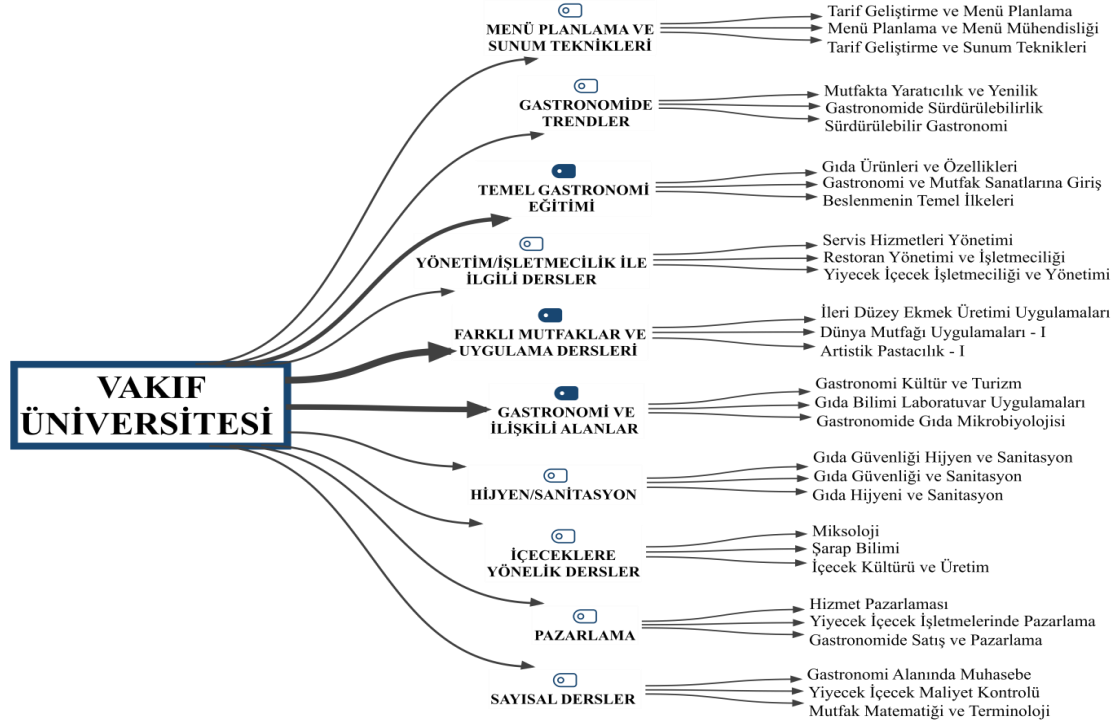 MENÜ PLANLAMA VE
SUNUM TEKNİKLERİ
Tarif Geliştirme ve Menü Planlama
Menü Planlama ve Menü Mühendisliği
Tarif Geliştirme ve Sunum Teknikleri
GASTRONOMİDE
TRENDLER
Mutfakta Yaratıcılık ve Yenilik
Gastronomide Sürdürülebilirlik
Sürdürülebilir Gastronomi
TEMEL GASTRONOMİ
EĞİTİMİ
Gıda Ürünleri ve Özellikleri
Gastronomi ve Mutfak Sanatlarına Giriş
Beslenmenin Temel İlkeleri
YÖNETİM/İŞLETMECİLİK İLE
İLGİLİ DERSLER
Servis Hizmetleri Yönetimi
Restoran Yönetimi ve İşletmeciliği
Yiyecek İçecek İşletmeciliği ve Yönetimi
FARKLI MUTFAKLAR VE
UYGULAMA DERSLERİ
İleri Düzey Ekmek Üretimi Uygulamaları
Dünya Mutfağı Uygulamaları - I
Artistik Pastacılık - I
VAKIF
ÜNİVERSİTESİ
GASTRONOMİ VE
İLİŞKİLİ ALANLAR
Gastronomi Kültür ve Turizm
Gıda Bilimi Laboratuvar Uygulamaları
Gastronomide Gıda Mikrobiyolojisi
HİJYEN/SANİTASYON
Gıda Güvenliği Hijyen ve Sanitasyon
Gıda Güvenliği ve Sanitasyon
Gıda Hijyeni ve Sanitasyon
İÇECEKLERE
YÖNELİK DERSLER
Miksoloji
Şarap Bilimi
İçecek Kültürü ve Üretim
PAZARLAMA
Hizmet Pazarlaması
Yiyecek İçecek İşletmelerinde Pazarlama
Gastronomide Satış ve Pazarlama
SAYISAL DERSLER
Gastronomi Alanında Muhasebe
Yiyecek İçecek Maliyet Kontrolü
Mutfak Matematiği ve Terminoloji